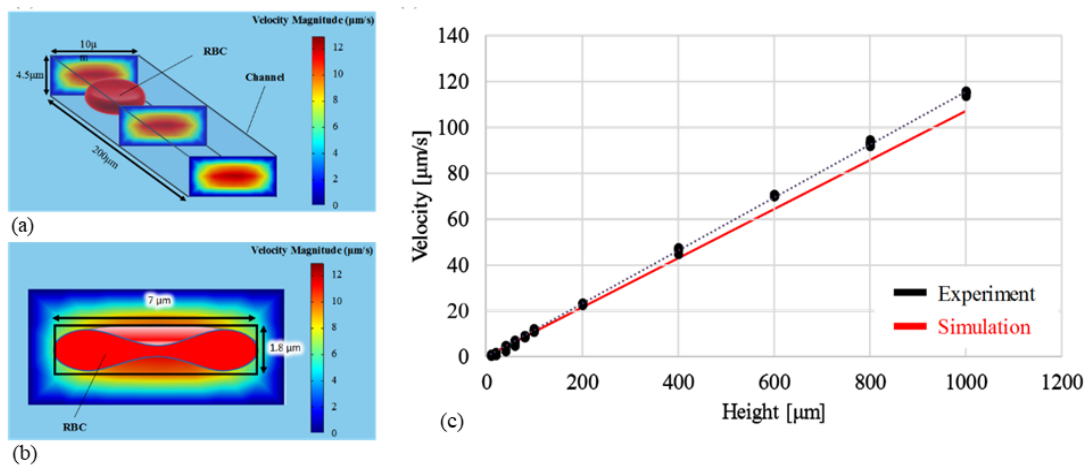 Velocity Magnitude (μm/s)
10μ
m
RBC
4.5μm
Channel
200μm
12
10
8
6
4
2
0
(a)
Velocity Magnitude (μm/s)
7 μm
1.8 μm
RBC
12
10
8
6
4
2
0
(b)
140
120
100
80
60
40
20
0
Velocity [μm/s]
0 200 400 600 800 1000 1200
Height [μm]
Experiment
Simulation
(c)